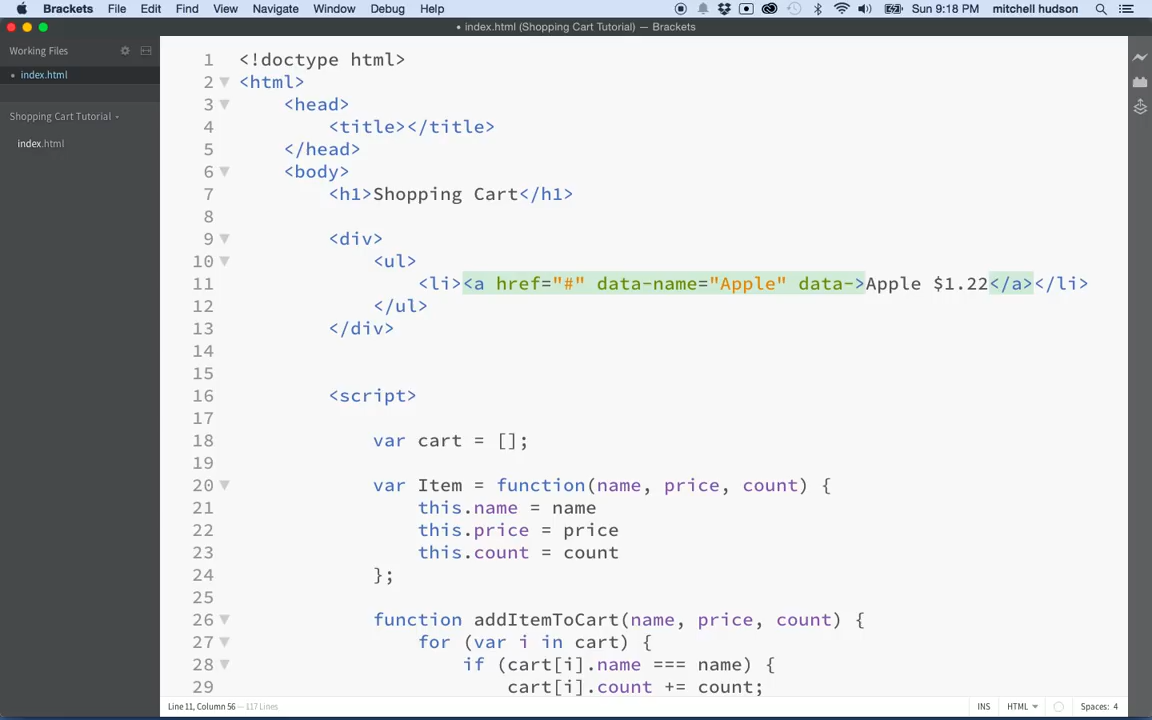 Brackets File Edit Find View Navigate Window Debug Help Sun 9:18 PM mitchell hudson
• index.html (Shopping Cart Tutorial) — Brackets
Working Files
• index.html
Shopping Cart Tutorial
index.html
1 <!doctype html>
2 <html>
3 <head>
4 <title></title>
5 </head>
6 <body>
7 <h1>Shopping Cart</h1>
8
9 <div>
10 <ul>
11 <li><a href="#" data-name="Apple" data->Apple $1.22</a></li>
12 </ul>
13 </div>
14
15
16 <script>
17
18 var cart = [];
19
20 var Item = function(name, price, count) {
21 this.name = name
22 this.price = price
23 this.count = count
24 };
25
26 function addItemToCart(name, price, count) {
27 for (var i in cart) {
28 if (cart[i].name === name) {
29 cart[i].count += count;
Line 11, Column 56 — 117 Lines INS HTML Spaces: 4